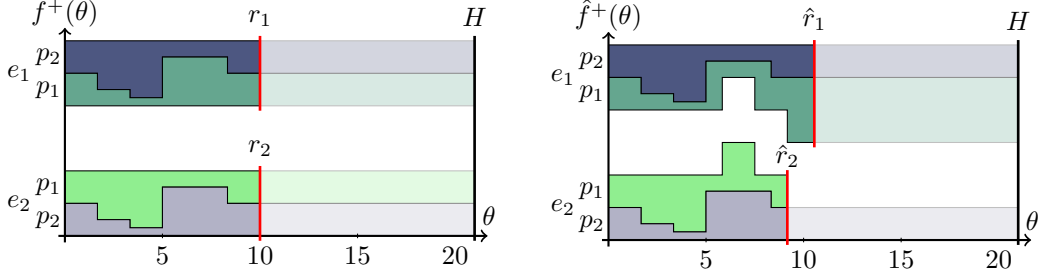 f⁺(θ)
r₁
H
e₁
p₂
p₁
r₂
e₂
p₁
p₂
θ
5
10
15
20
f̂⁺(θ)
r̂₁
H
e₁
p₂
p₁
r̂₂
e₂
p₁
p₂
θ
5
10
15
20